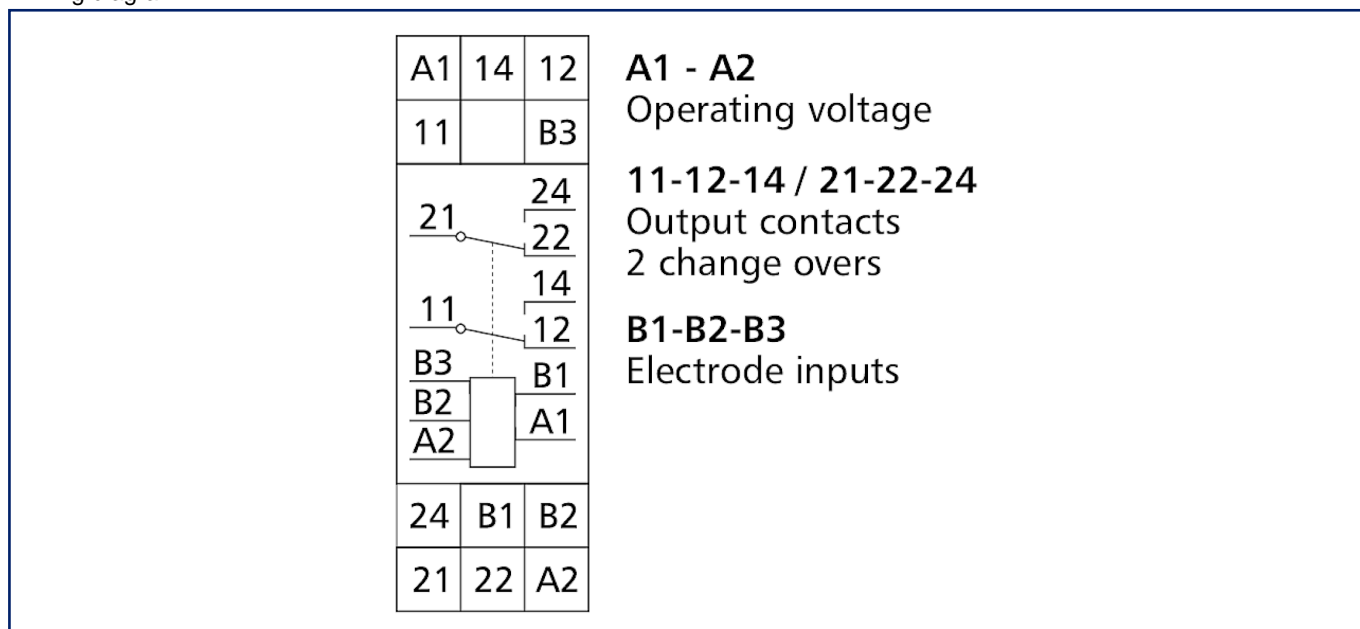 A1 14 12
11 B3
24
21
22
14
11
12
B3
B1
B2
A1
A2
24 B1 B2
21 22 A2
A1 - A2
Operating voltage
11-12-14 / 21-22-24
Output contacts
2 change overs
B1-B2-B3
Electrode inputs